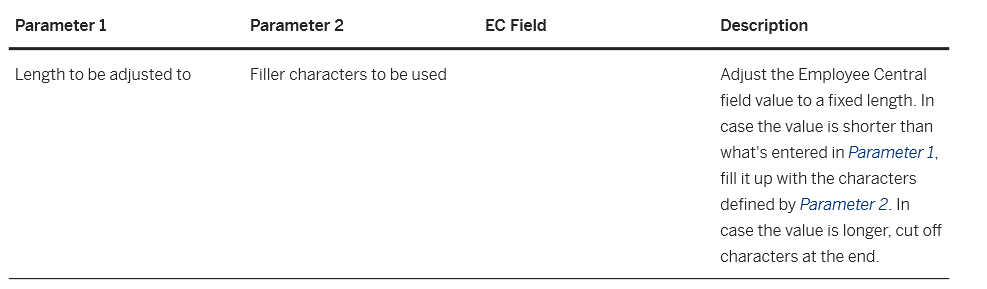 Parameter 1 Parameter 2 EC Field Description
Length to be adjusted to Filler characters to be used Adjust the Employee Central
field value to a fixed length. In
case the value is shorter than
what's entered in Parameter 1,
fill it up with the characters
defined by Parameter 2. In
case the value is longer, cut off
characters at the end.